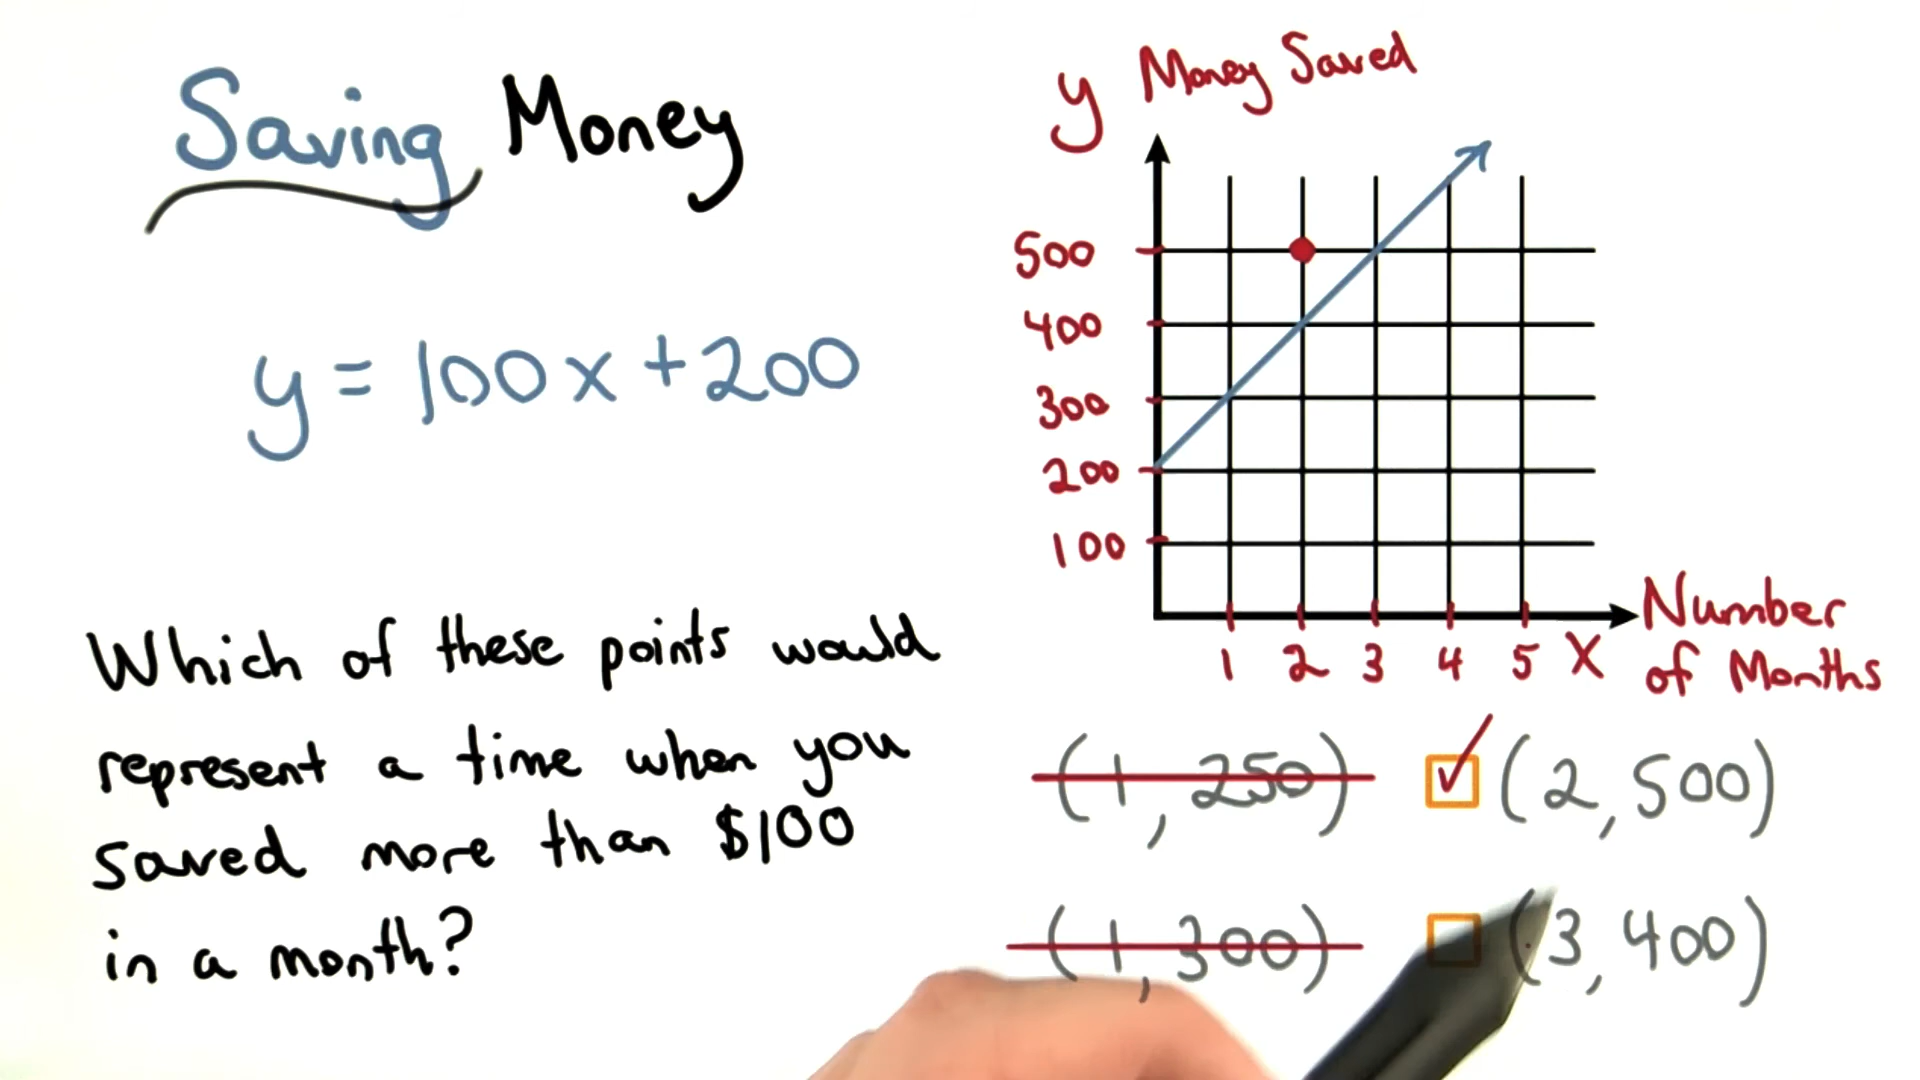 Saving Money
y = 100x + 200
Which of these points would
represent a time when you
saved more than $100
in a month?
y Money Saved
500
400
300
200
100
1 2 3 4 5 X
Number
of Months
(1, 250) (2, 500)
(1, 300) (3, 400)